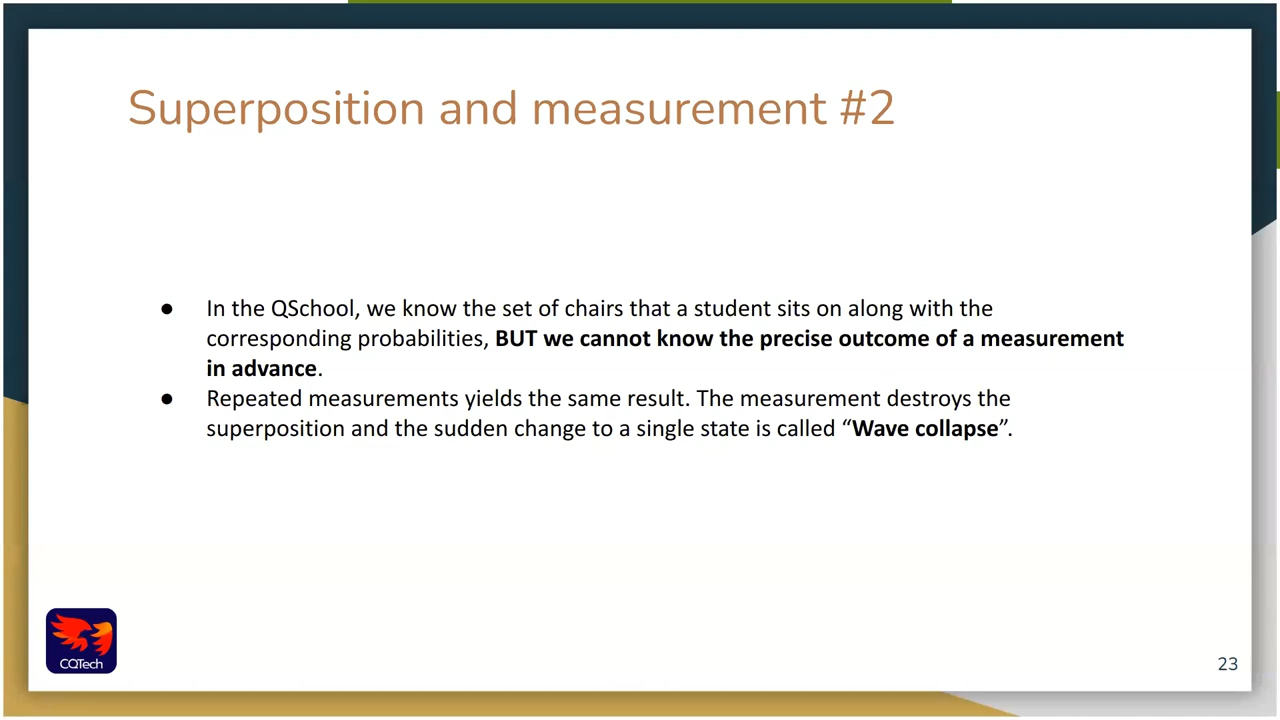 Superposition and measurement #2
● In the QSchool, we know the set of chairs that a student sits on along with the
corresponding probabilities, BUT we cannot know the precise outcome of a measurement
in advance.
● Repeated measurements yields the same result. The measurement destroys the
superposition and the sudden change to a single state is called “Wave collapse”.
CQTech
23